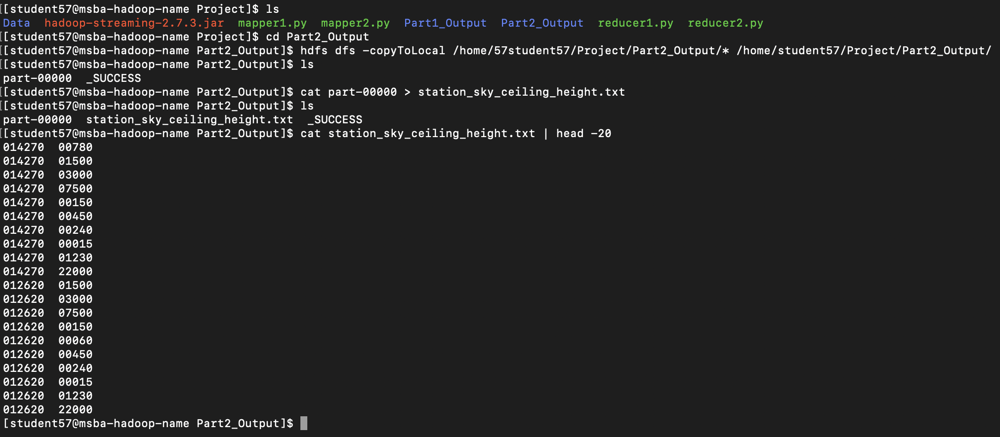 [[student57@msba-hadoop-name Project]$ ls
Data  hadoop-streaming-2.7.3.jar  mapper1.py  mapper2.py  Part1_Output  Part2_Output  reducer1.py  reducer2.py
[[student57@msba-hadoop-name Project]$ cd Part2_Output
[[student57@msba-hadoop-name Part2_Output]$ hdfs dfs -copyToLocal /home/57student57/Project/Part2_Output/* /home/student57/Project/Part2_Output/
[[student57@msba-hadoop-name Part2_Output]$ ls
part-00000  _SUCCESS
[[student57@msba-hadoop-name Part2_Output]$ cat part-00000 > station_sky_ceiling_height.txt
[[student57@msba-hadoop-name Part2_Output]$ ls
part-00000  station_sky_ceiling_height.txt  _SUCCESS
[[student57@msba-hadoop-name Part2_Output]$ cat station_sky_ceiling_height.txt | head -20
014270  00780
014270  01500
014270  03000
014270  07500
014270  00150
014270  00450
014270  00240
014270  00015
014270  01230
014270  22000
012620  01500
012620  03000
012620  07500
012620  00150
012620  00060
012620  00450
012620  00240
012620  00015
012620  01230
012620  22000
[student57@msba-hadoop-name Part2_Output]$